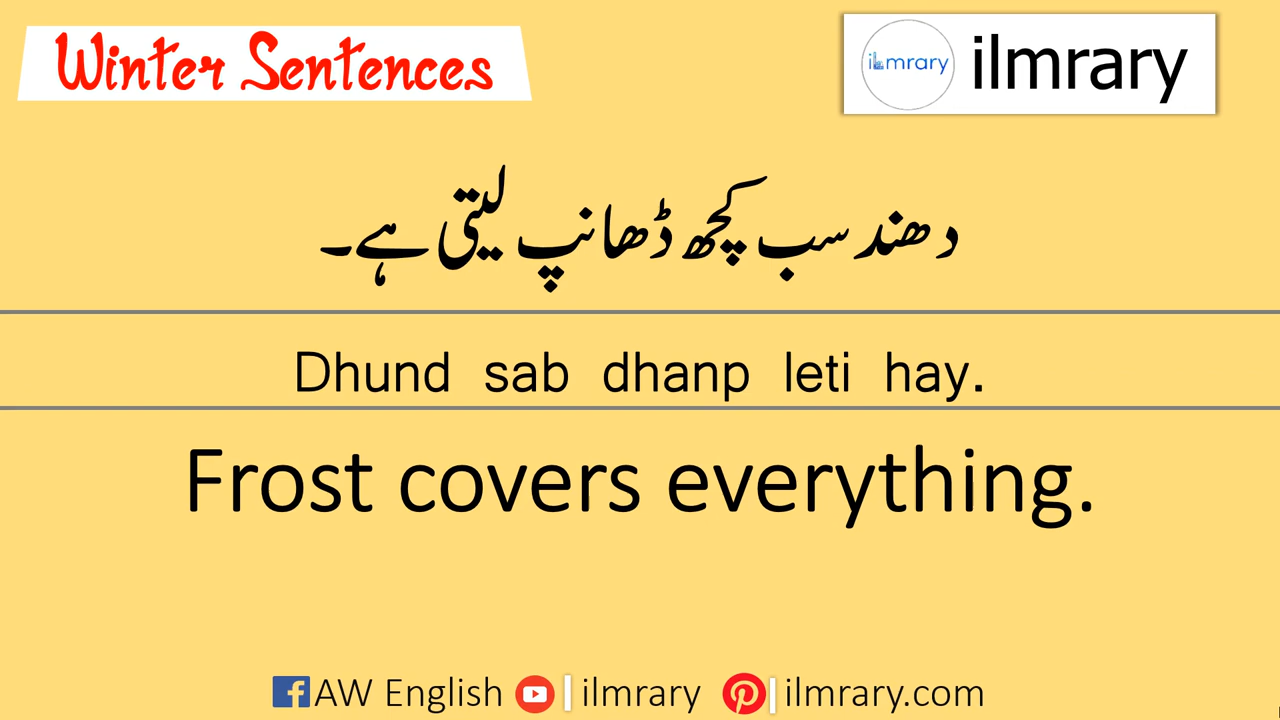 Winter Sentences
ilmrary
ilmrary
دھند سب کچھ ڈھانپ لیتی ہے۔
Dhund sab dhanp leti hay.
Frost covers everything.
AW English | ilmrary | ilmrary.com